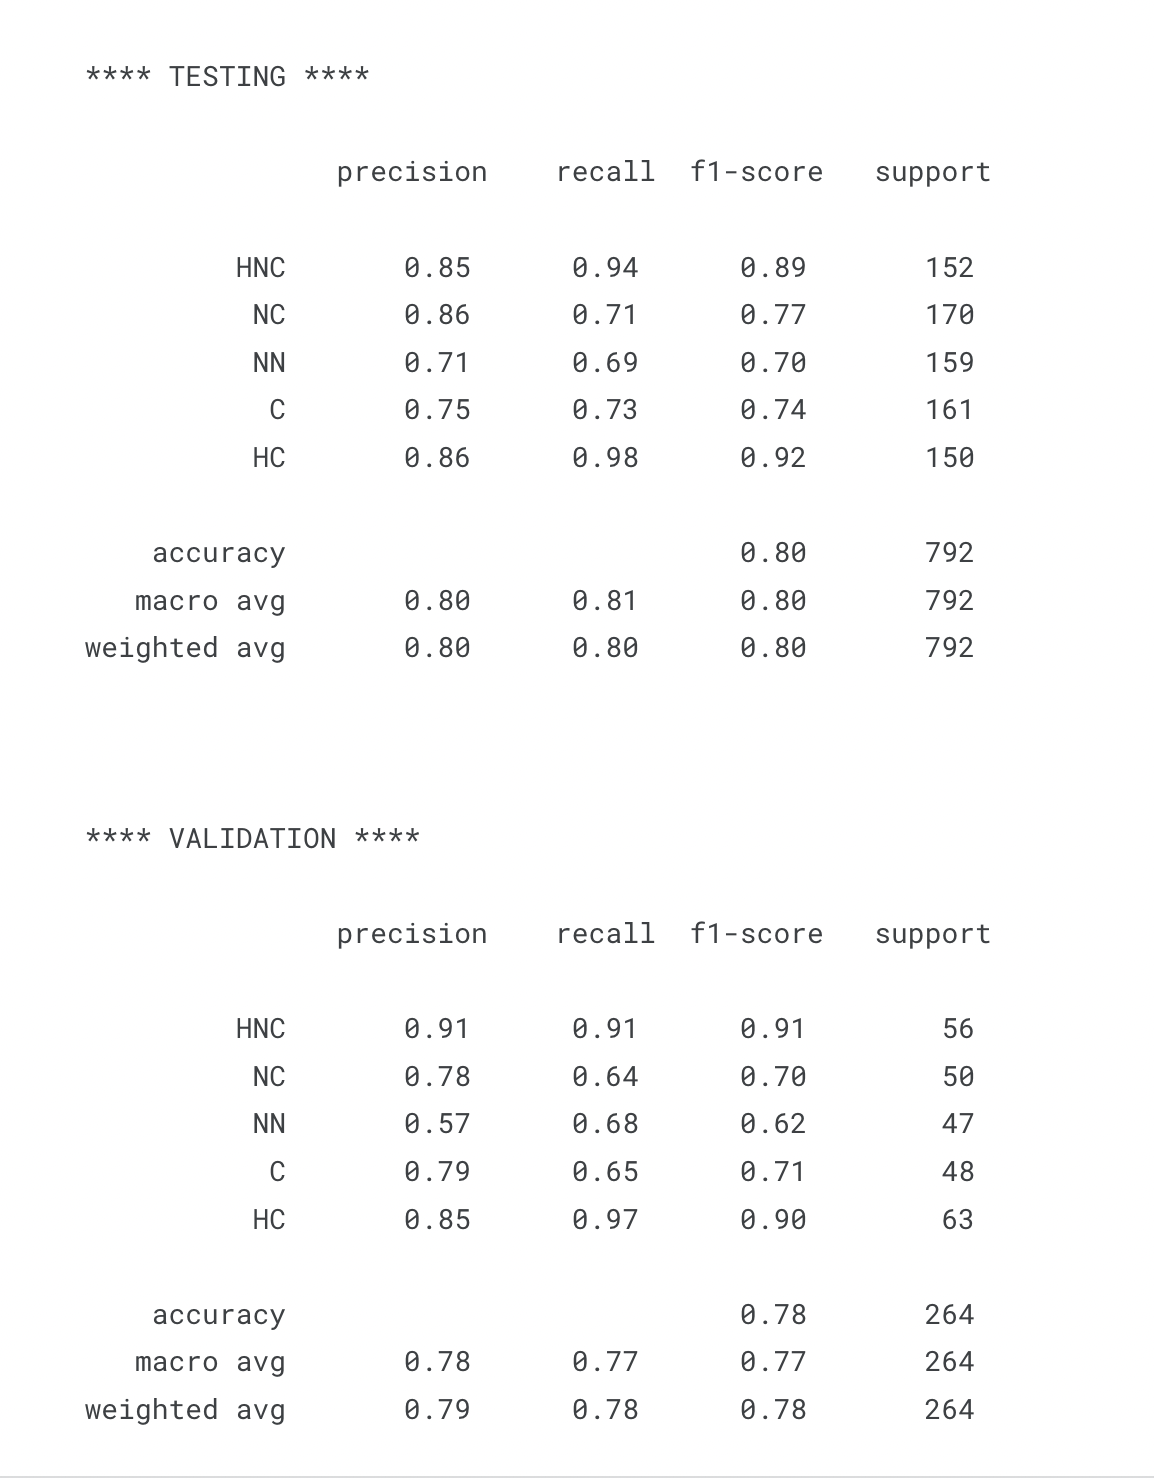 **** TESTING ****
precision recall f1-score support
HNC 0.85 0.94 0.89 152
NC 0.86 0.71 0.77 170
NN 0.71 0.69 0.70 159
C 0.75 0.73 0.74 161
HC 0.86 0.98 0.92 150
accuracy 0.80 792
macro avg 0.80 0.81 0.80 792
weighted avg 0.80 0.80 0.80 792
**** VALIDATION ****
precision recall f1-score support
HNC 0.91 0.91 0.91 56
NC 0.78 0.64 0.70 50
NN 0.57 0.68 0.62 47
C 0.79 0.65 0.71 48
HC 0.85 0.97 0.90 63
accuracy 0.78 264
macro avg 0.78 0.77 0.77 264
weighted avg 0.79 0.78 0.78 264